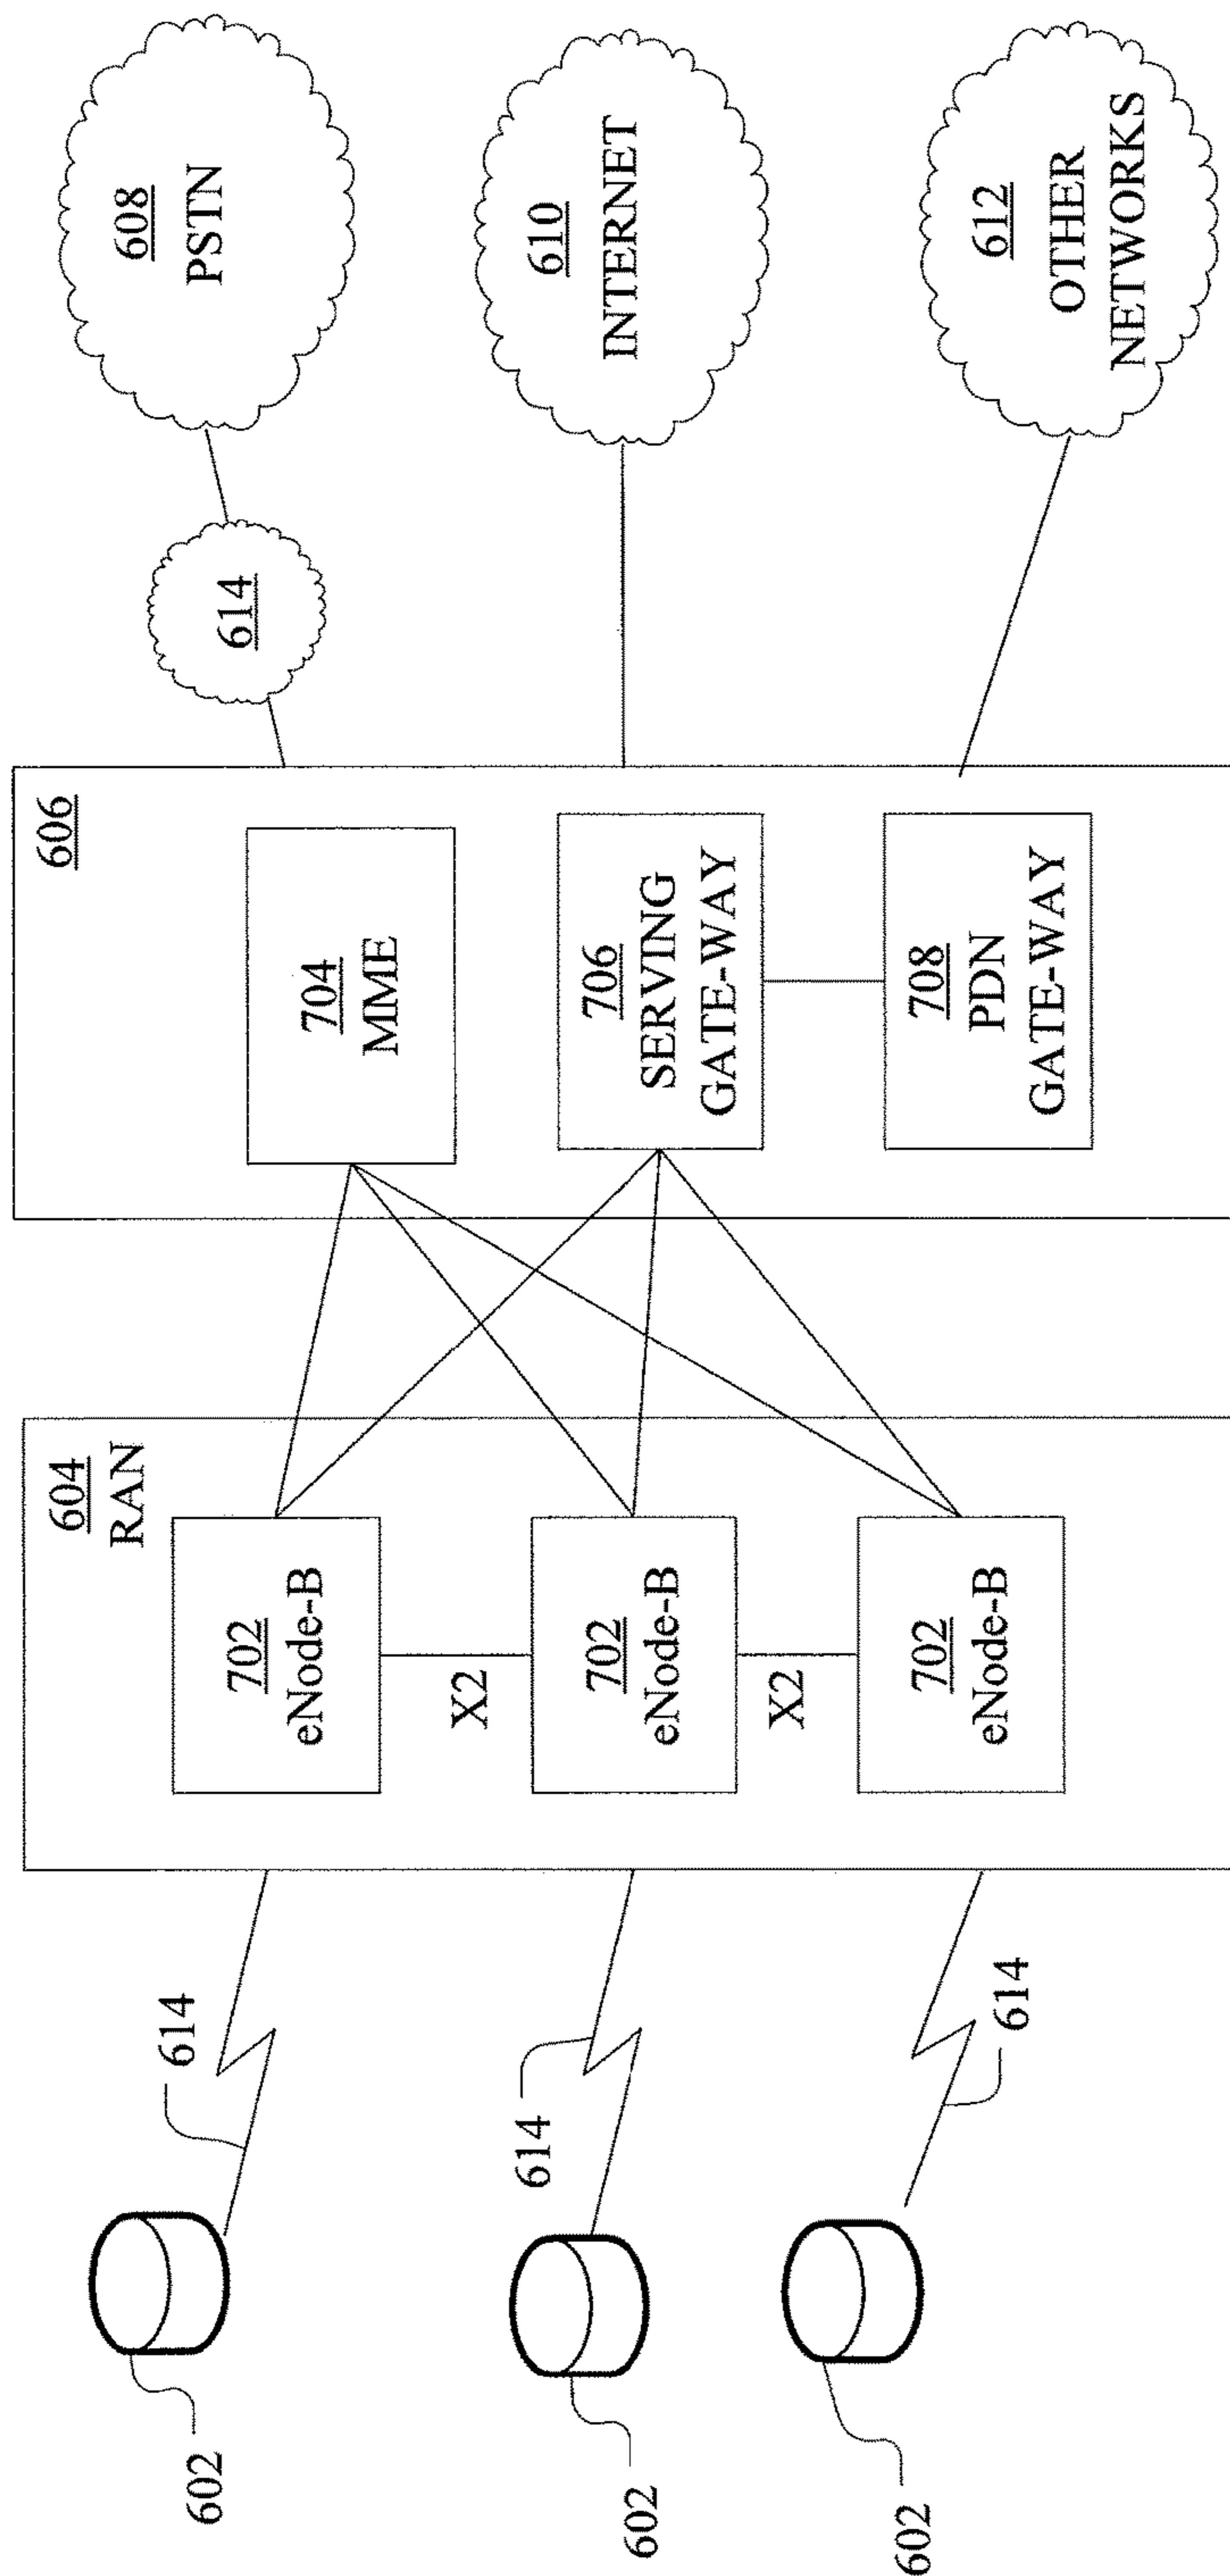 602
602
602
614
614
614
604
RAN
702
eNode-B
X2
702
eNode-B
X2
702
eNode-B
606
704
MME
706
SERVING
GATE-WAY
708
PDN
GATE-WAY
614
608
PSTN
610
INTERNET
612
OTHER
NETWORKS